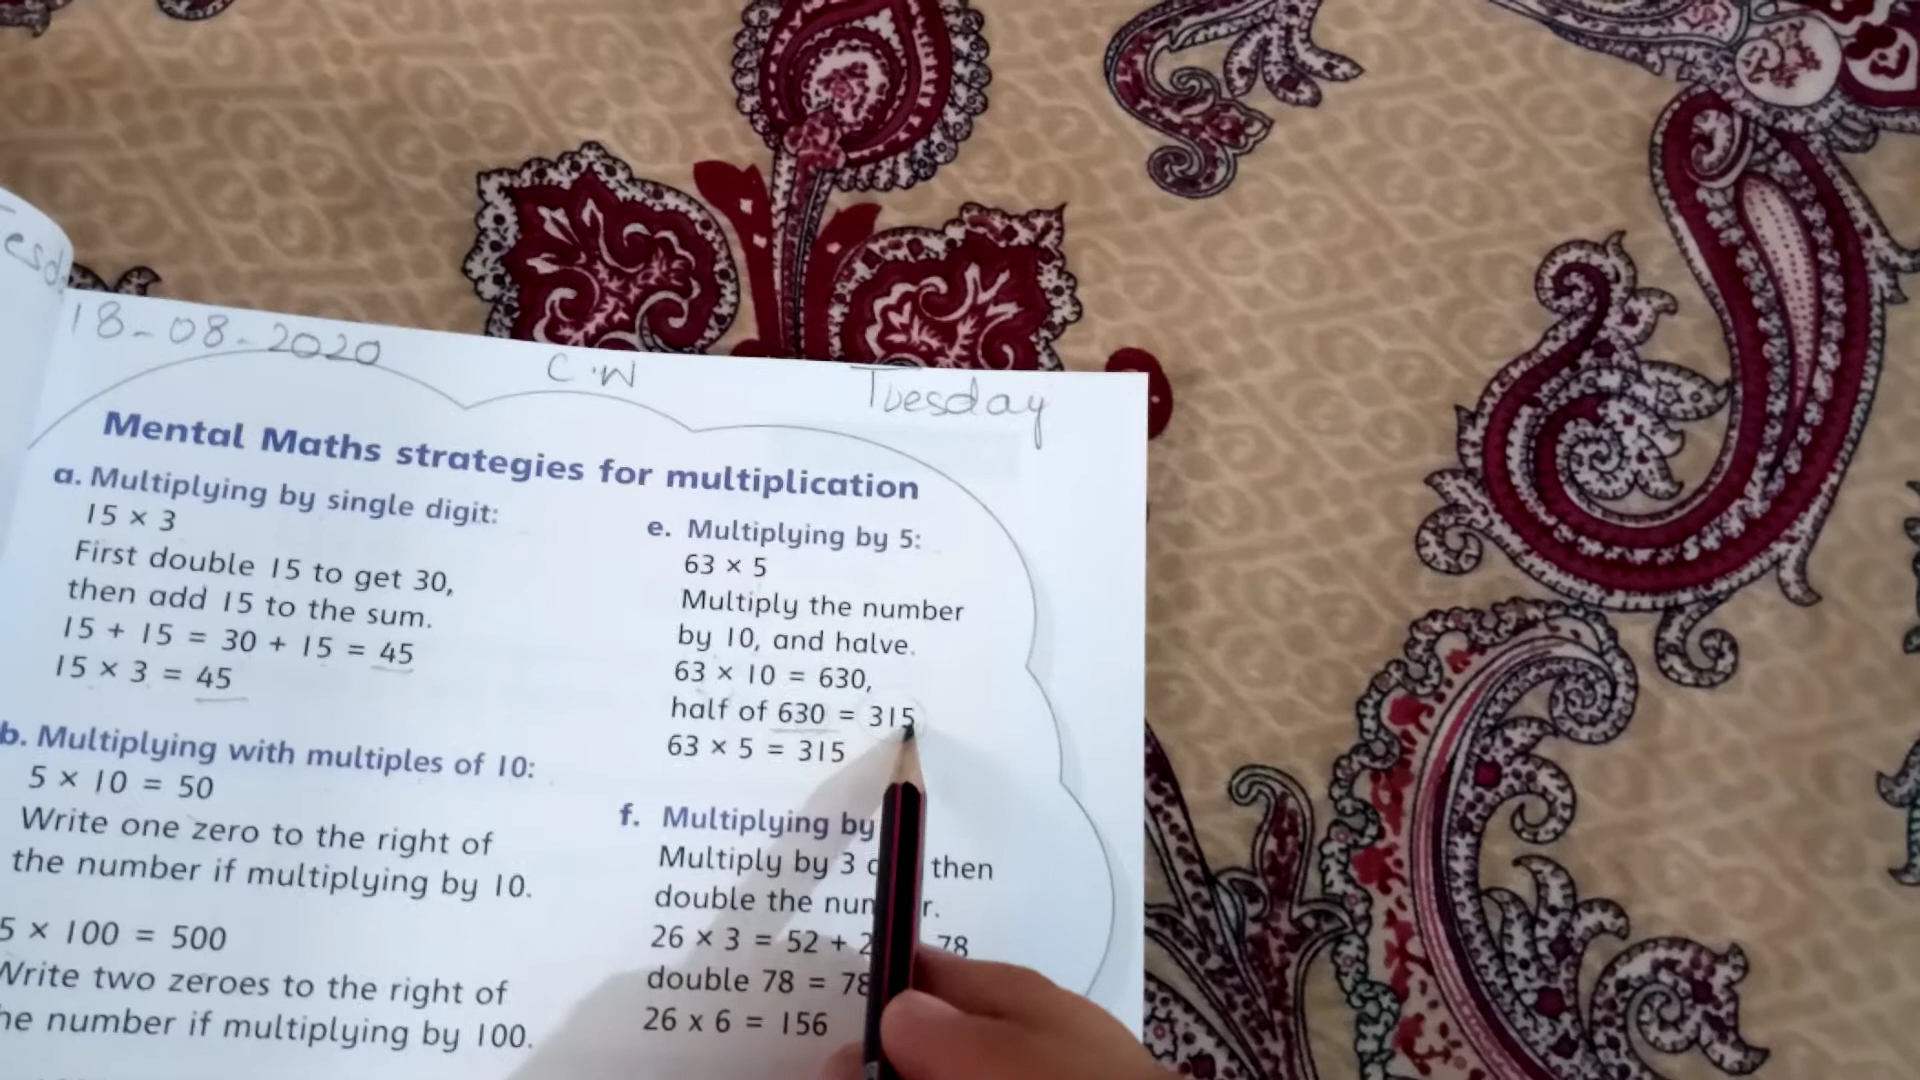 18-08-2020 C.W Tuesday
Mental Maths strategies for multiplication
a. Multiplying by single digit:
15 × 3
First double 15 to get 30,
then add 15 to the sum.
15 + 15 = 30 + 15 = 45
15 × 3 = 45
b. Multiplying with multiples of 10:
5 × 10 = 50
Write one zero to the right of
the number if multiplying by 10.
5 × 100 = 500
Write two zeroes to the right of
he number if multiplying by 100.
e. Multiplying by 5:
63 × 5
Multiply the number
by 10, and halve.
63 × 10 = 630,
half of 630 = 315
63 × 5 = 315
f. Multiplying by
Multiply by 3 then
double the
26 × 3 = 52 + 78
double 78 = 78
26 x 6 = 156